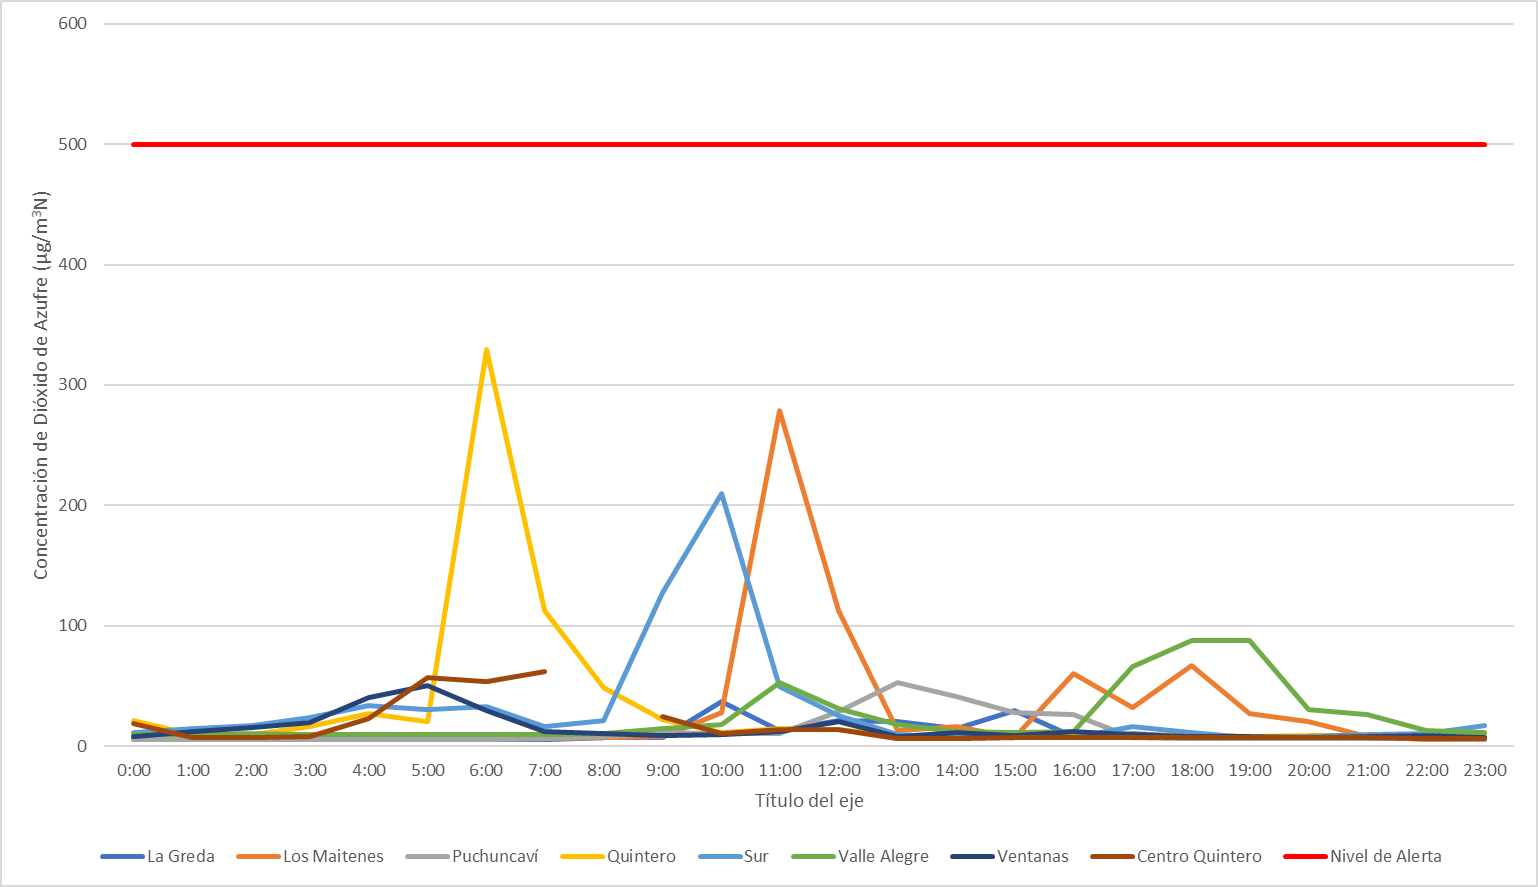 600
500
400
300
200
100
0
Concentración de Dióxido de Azufre (µg/m³N)
0:00 1:00 2:00 3:00 4:00 5:00 6:00 7:00 8:00 9:00 10:00 11:00 12:00 13:00 14:00 15:00 16:00 17:00 18:00 19:00 20:00 21:00 22:00 23:00
Título del eje
La Greda Los Maitenes Puchuncaví Quintero Sur Valle Alegre Ventanas Centro Quintero Nivel de Alerta